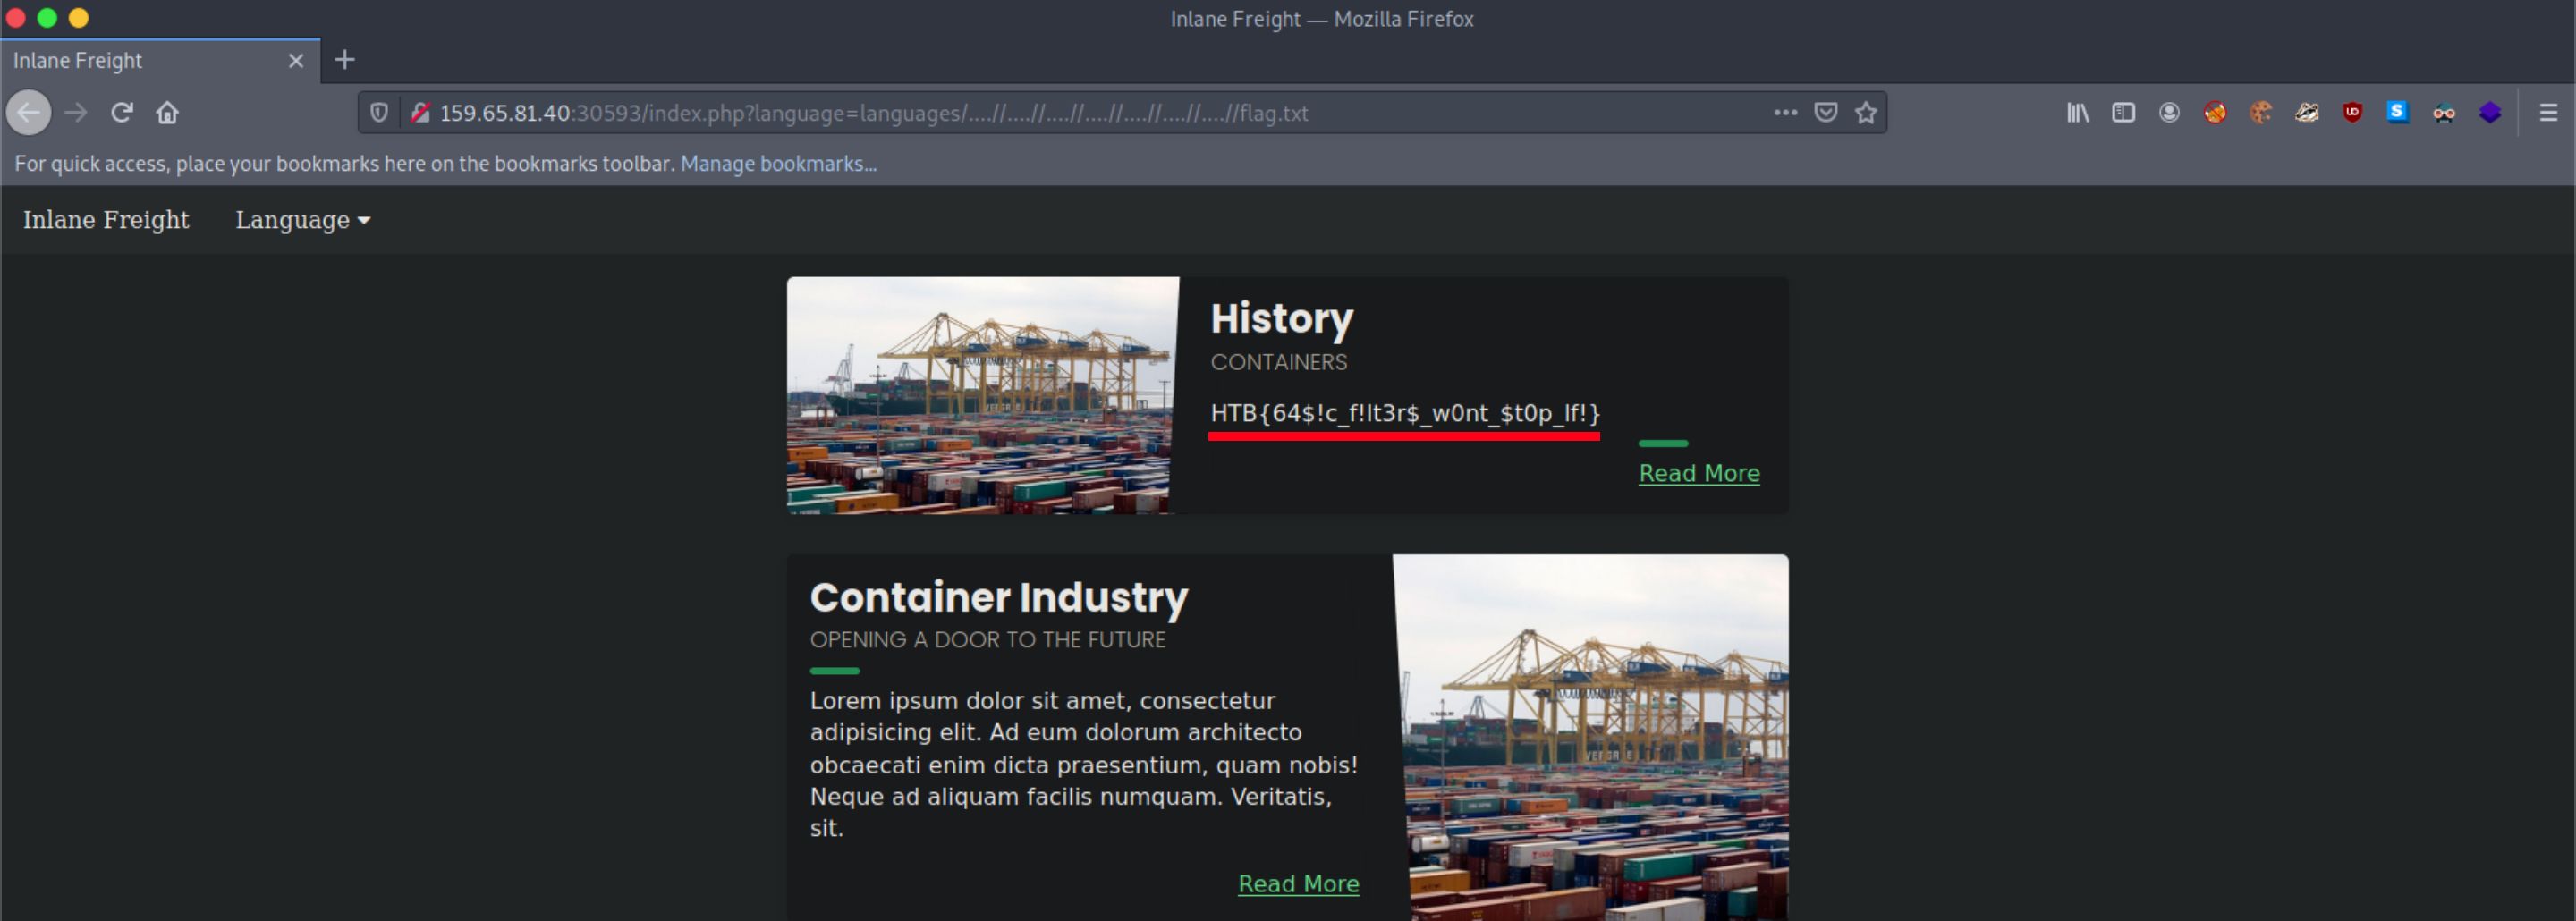 Inlane Freight — Mozilla Firefox
Inlane Freight
159.65.81.40:30593/index.php?language=languages/....//....//....//....//....//....//....//flag.txt
For quick access, place your bookmarks here on the bookmarks toolbar. Manage bookmarks...
Inlane Freight Language
History
CONTAINERS
HTB{64$!c_f!lt3r$_w0nt_$t0p_lf!}
Read More
Container Industry
OPENING A DOOR TO THE FUTURE
Lorem ipsum dolor sit amet, consectetur
adipisicing elit. Ad eum dolorum architecto
obcaecati enim dicta praesentium, quam nobis!
Neque ad aliquam facilis numquam. Veritatis,
sit.
Read More